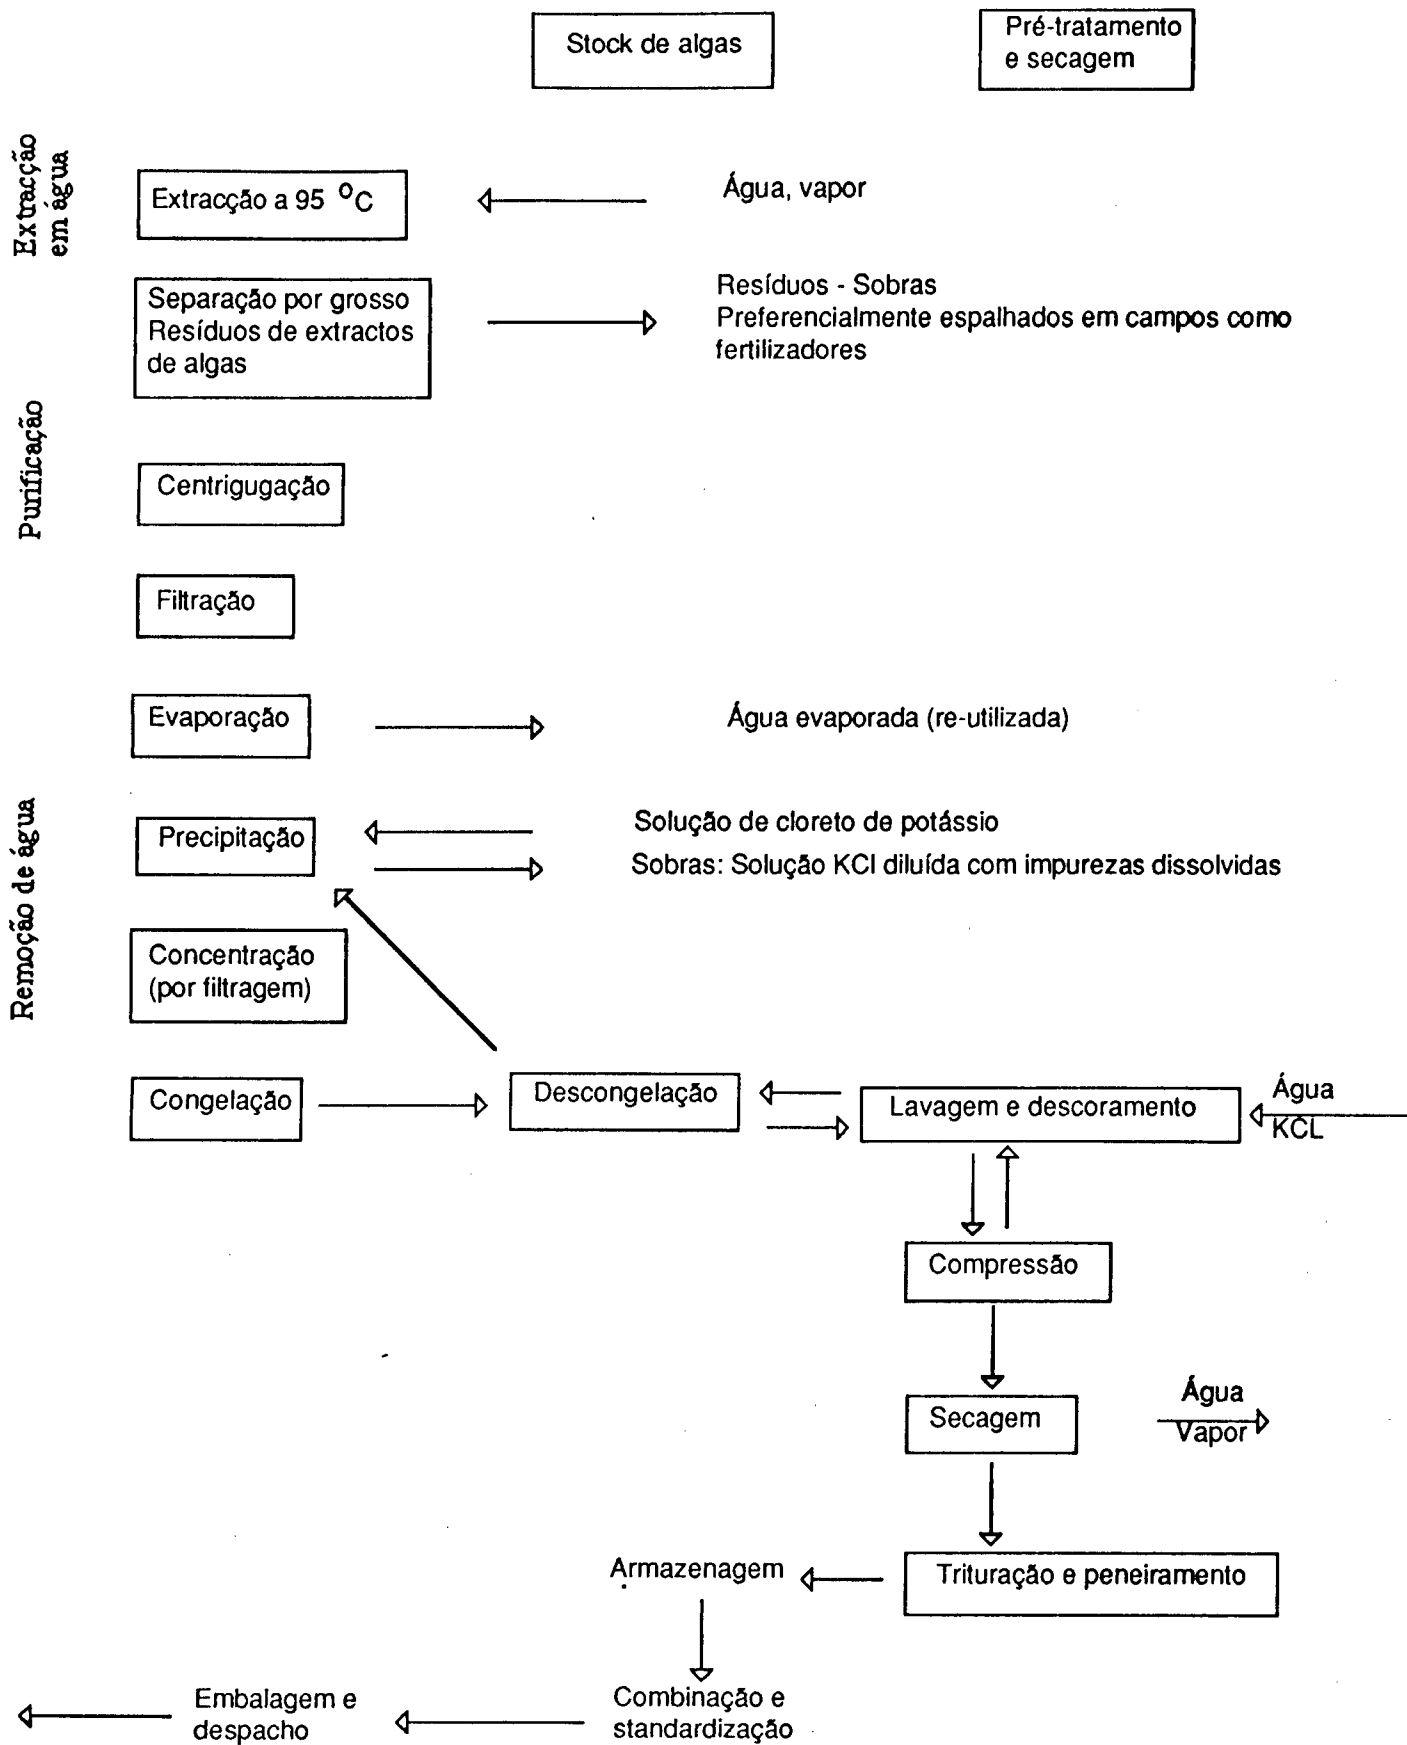 Stock de algas
Pré-tratamento
e secagem
Extracção
em água
Extracção a 95 °C
Água, vapor
Separação por grosso
Resíduos de extractos
de algas
Resíduos - Sobras
Preferencialmente espalhados em campos como
fertilizadores
Purificação
Centrigugação
Filtração
Evaporação
Água evaporada (re-utilizada)
Remoção de água
Precipitação
Solução de cloreto de potássio
Sobras: Solução KCl diluída com impurezas dissolvidas
Concentração
(por filtragem)
Congelação
Descongelação
Lavagem e descoramento
Água
KCL
Compressão
Secagem
Água
Vapor
Trituração e peneiramento
Armazenagem
Combinação e
standardização
Embalagem e
despacho